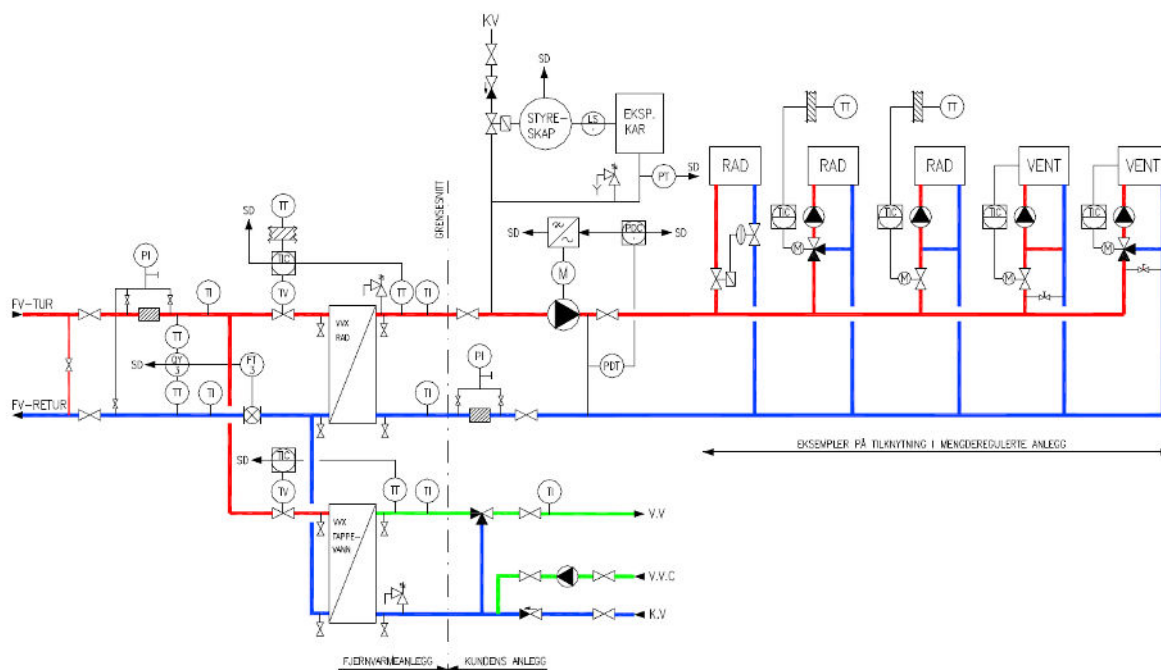 KV
SD
STYRE-
SKAP
LS
EKSP.
KAR
PT
SD
TT
TT
RAD
RAD
RAD
VENT
VENT
TIC
TIC
TIC
TIC
M
M
M
M
GRENSESNITT
SD
TT
TIC
TV
PI
FV-TUR
TI
VVX
RAD
TT
TI
SD
PDC
SD
M
PDT
TT
SD
QY
3
FT
3
TT
TI
FV-RETUR
TI
PI
EKSEMPLER PÅ TILKNYTNING I MENGDEREGULERTE ANLEGG
SD
TIC
TV
TT
TI
TI
V.V
VVX
TAPPE-
VANN
V.V.C
K.V
FJERNVARMEANLEGG
KUNDENS ANLEGG